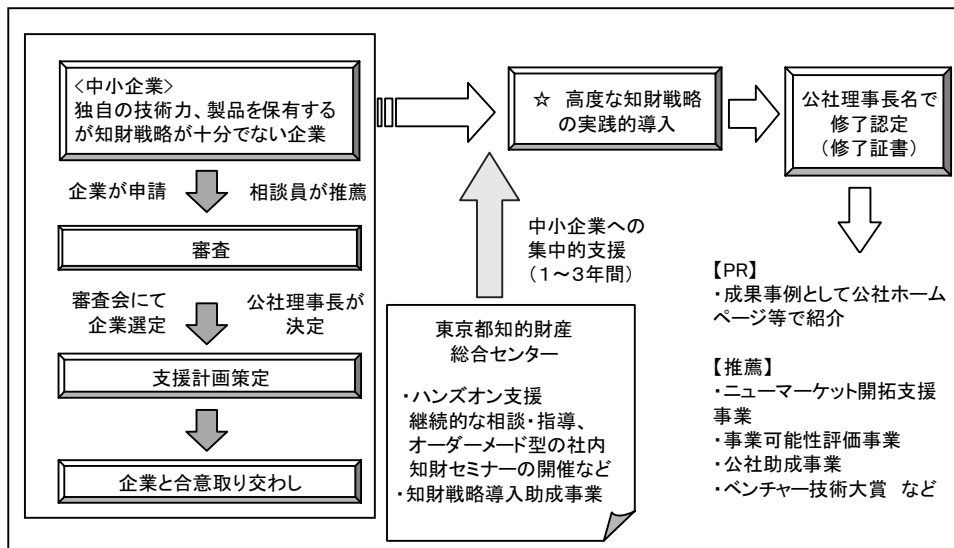 <中小企業>
独自の技術力、製品を保有する
が知財戦略が十分でない企業
企業が申請
相談員が推薦
審査
審査会にて
企業選定
公社理事長が
決定
支援計画策定
企業と合意取り交わし
☆ 高度な知財戦略
の実践的導入
中小企業への
集中的支援
(1～3年間)
東京都知的財産
総合センター
・ハンズオン支援
継続的な相談・指導、
オーダーメード型の社内
知財セミナーの開催など
・知財戦略導入助成事業
公社理事長名で
修了認定
(修了証書)
【PR】
・成果事例として公社ホーム
ページ等で紹介
【推薦】
・ニューマーケット開拓支援
事業
・事業可能性評価事業
・公社助成事業
・ベンチャー技術大賞 など